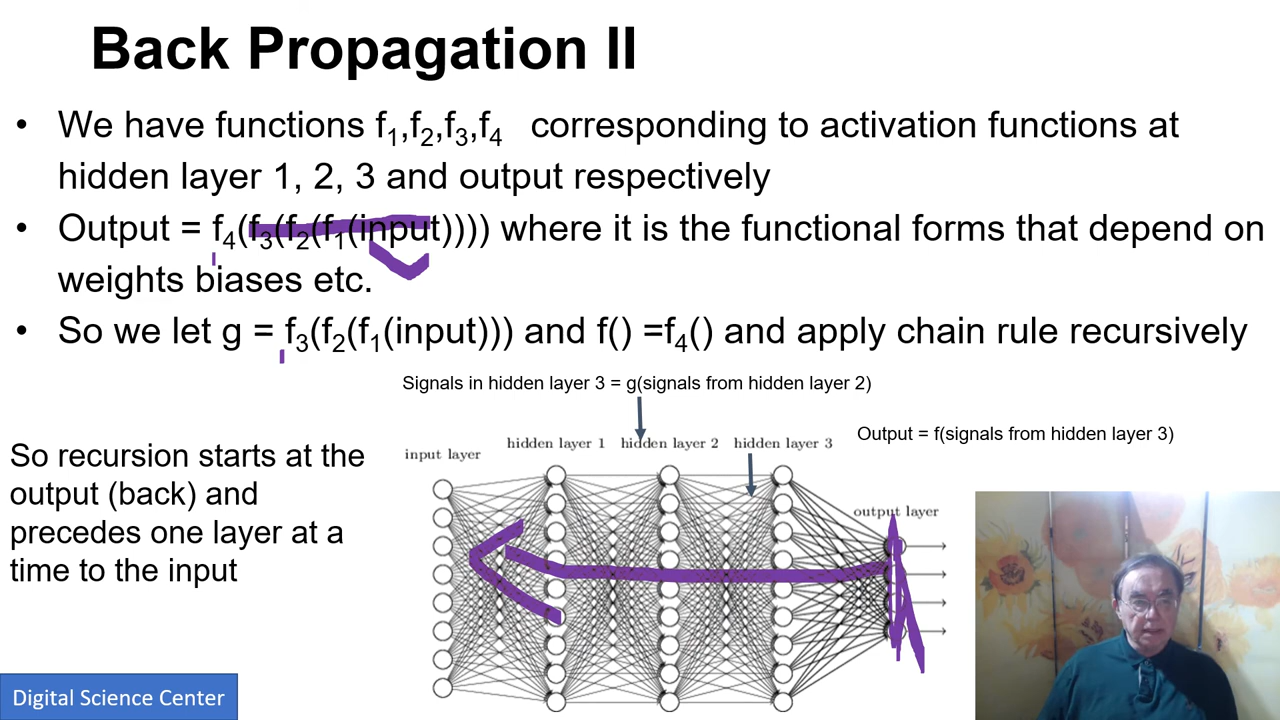 Back Propagation II
• We have functions f₁,f₂,f₃,f₄ corresponding to activation functions at
hidden layer 1, 2, 3 and output respectively
• Output = f₄(f₃(f₂(f₁(input)))) where it is the functional forms that depend on
weights biases etc.
• So we let g = f₃(f₂(f₁(input))) and f() =f₄() and apply chain rule recursively
Signals in hidden layer 3 = g(signals from hidden layer 2)
Output = f(signals from hidden layer 3)
input layer
hidden layer 1
hidden layer 2
hidden layer 3
output layer
So recursion starts at the
output (back) and
precedes one layer at a
time to the input
Digital Science Center